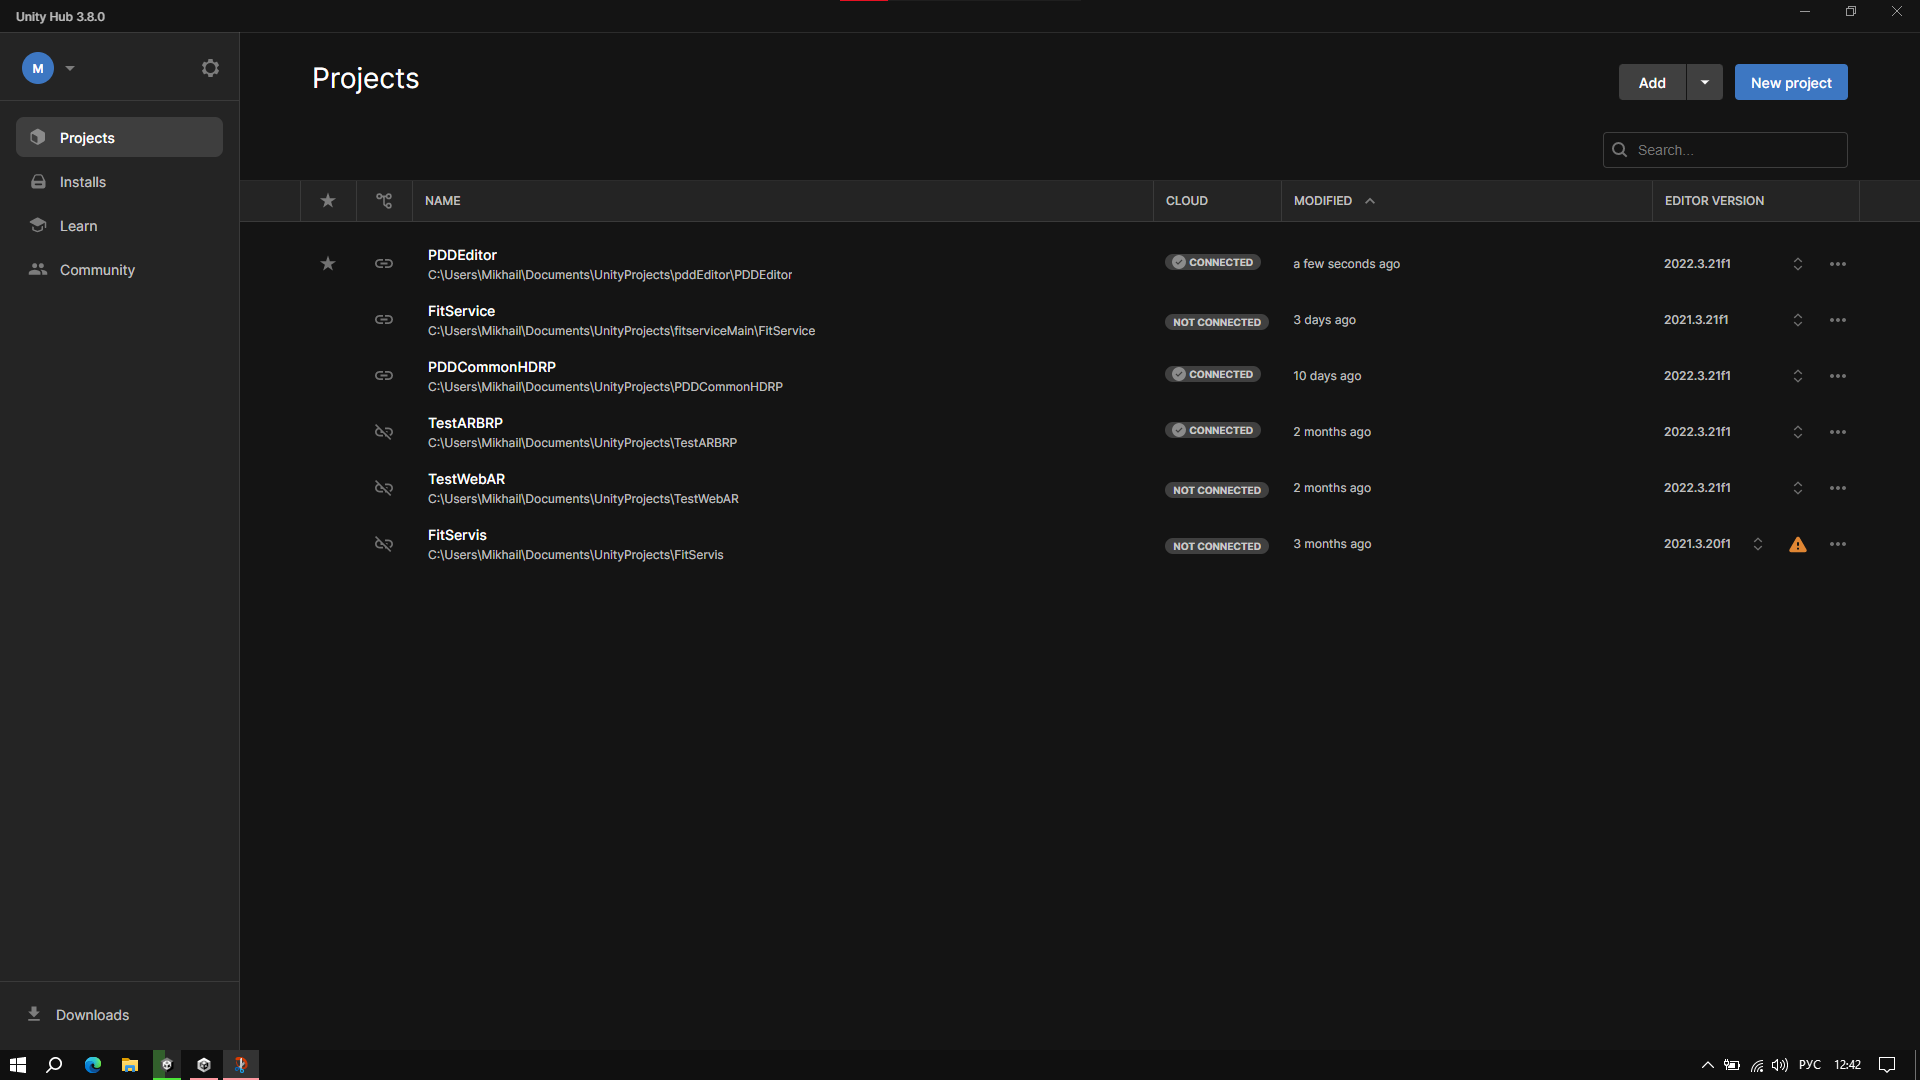 Unity Hub 3.8.0
M
Projects
Add
New project
Projects
Search...
Installs
NAME
CLOUD
MODIFIED
EDITOR VERSION
Learn
Community
PDDEditor
C:\Users\Mikhail\Documents\UnityProjects\pddEditor\PDDEditor
CONNECTED
a few seconds ago
2022.3.21f1
FitService
C:\Users\Mikhail\Documents\UnityProjects\fitserviceMain\FitService
NOT CONNECTED
3 days ago
2021.3.21f1
PDDCommonHDRP
C:\Users\Mikhail\Documents\UnityProjects\PDDCommonHDRP
CONNECTED
10 days ago
2022.3.21f1
TestARBRP
C:\Users\Mikhail\Documents\UnityProjects\TestARBRP
CONNECTED
2 months ago
2022.3.21f1
TestWebAR
C:\Users\Mikhail\Documents\UnityProjects\TestWebAR
NOT CONNECTED
2 months ago
2022.3.21f1
FitServis
C:\Users\Mikhail\Documents\UnityProjects\FitServis
NOT CONNECTED
3 months ago
2021.3.20f1
Downloads
РУС
12:42